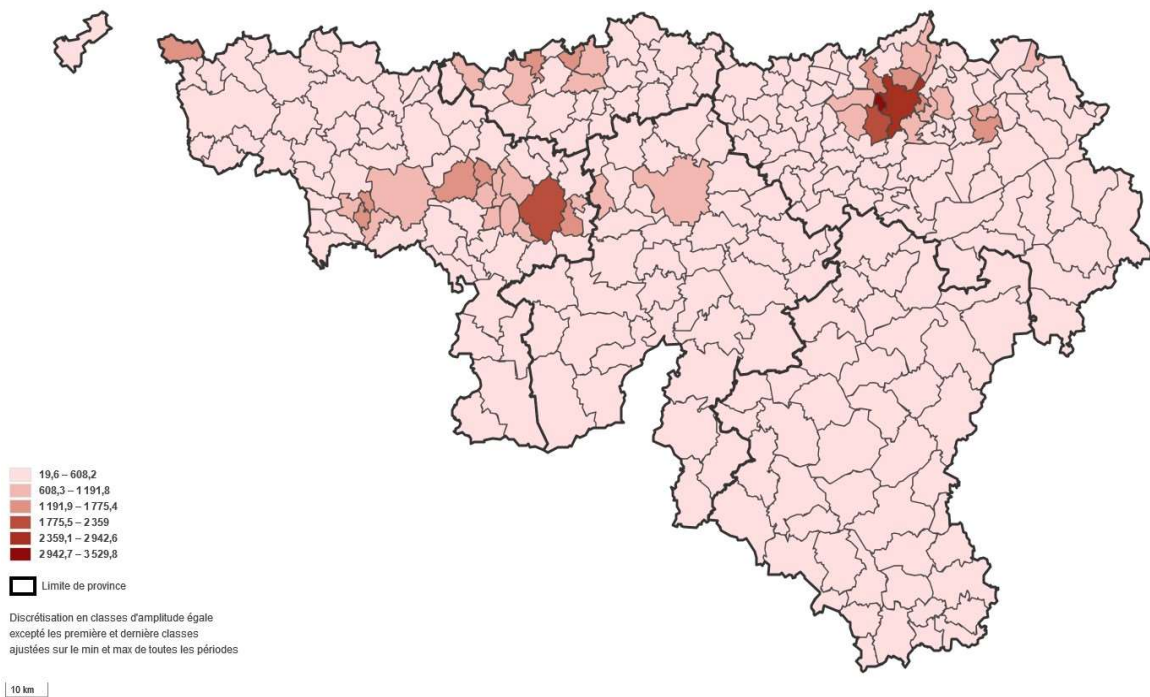 19,6 – 608,2
608,3 – 1 191,8
1 191,9 – 1 775,4
1 775,5 – 2 359
2 359,1 – 2 942,6
2 942,7 – 3 529,8
Limite de province
Discrétisation en classes d'amplitude égale
excepté les première et dernière classes
ajustées sur le min et max de toutes les périodes
10 km